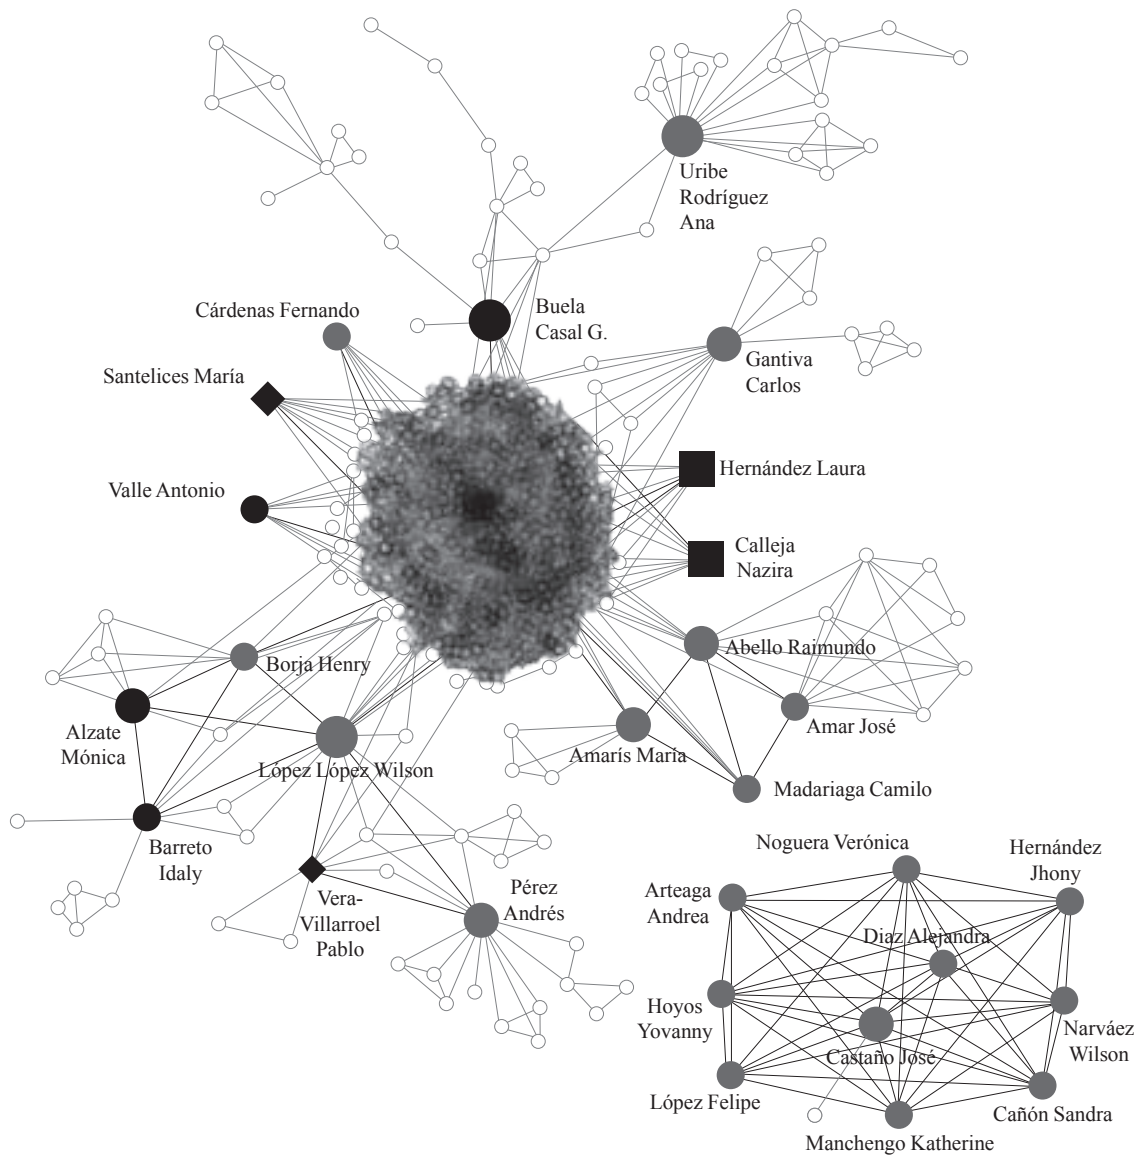 Uribe
Rodríguez
Ana
Buela
Casal G.
Cárdenas Fernando
Santelices María
Gantiva
Carlos
Hernández Laura
Valle Antonio
Calleja
Nazira
Borja Henry
Abello Raimundo
Alzate
Mónica
Amar José
Amarís María
López López Wilson
Madariaga Camilo
Barreto
Idaly
Vera-
Villarroel
Pablo
Pérez
Andrés
Noguera Verónica
Hernández
Jhony
Arteaga
Andrea
Diaz Alejandra
Hoyos
Yovanny
Narváez
Wilson
Castaño José
López Felipe
Cañón Sandra
Manchengo Katherine